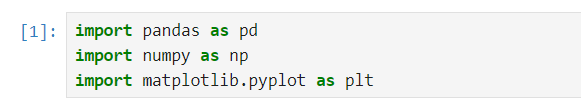 [1]: import pandas as pd
import numpy as np
import matplotlib.pyplot as plt